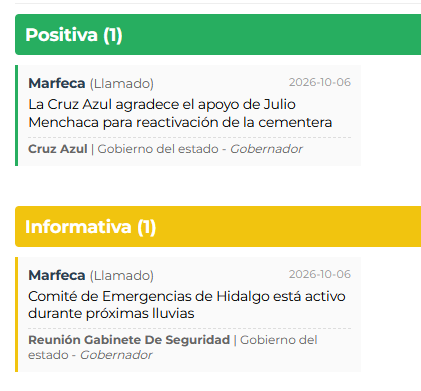 Positiva (1)
Marfeca (Llamado) 2026-10-06
La Cruz Azul agradece el apoyo de Julio
Menchaca para reactivación de la cementera
Cruz Azul | Gobierno del estado - Gobernador
Informativa (1)
Marfeca (Llamado) 2026-10-06
Comité de Emergencias de Hidalgo está activo
durante próximas lluvias
Reunión Gabinete De Seguridad | Gobierno del
estado - Gobernador